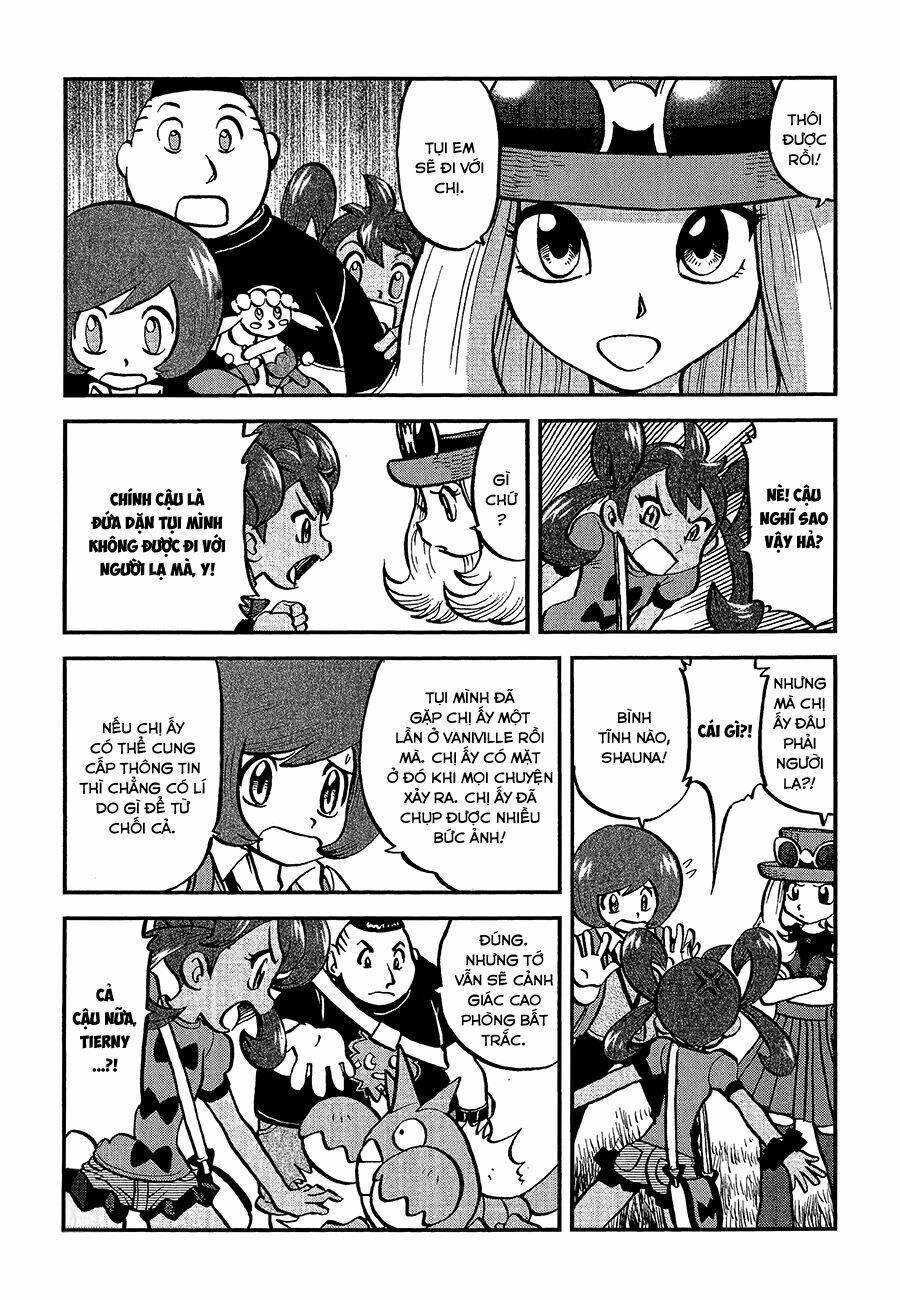 THÔI
ĐƯỢC
RỒI!
TỤI EM
SẼ ĐI VỚI
CHỊ.
NÈ! CẬU
NGHĨ SAO
VẬY HẢ?
GÌ
CHỨ
?
CHÍNH CẬU LÀ
ĐỨA DẶN TỤI MÌNH
KHÔNG ĐƯỢC ĐI VỚI
NGƯỜI LẠ MÀ, Y!
NHƯNG
MÀ CHỊ
ẤY ĐÂU
PHẢI
NGƯỜI
LẠ?!
CÁI GÌ?!
BÌNH
TĨNH NÀO,
SHAUNA!
TỤI MÌNH ĐÃ
GẶP CHỊ ẤY MỘT
LẦN Ở VANIVILLE RỒI
MÀ. CHỊ ẤY CÓ MẶT
Ở ĐÓ KHI MỌI CHUYỆN
XẢY RA. CHỊ ẤY ĐÃ
CHỤP ĐƯỢC NHIỀU
BỨC ẢNH!
NẾU CHỊ ẤY
CÓ THỂ CUNG
CẤP THÔNG TIN
THÌ CHẲNG CÓ LÍ
DO GÌ ĐỂ TỪ
CHỐI CẢ.
ĐÚNG.
NHƯNG TỚ
VẪN SẼ CẢNH
GIÁC CAO
PHÒNG BẤT
TRẮC.
CẢ
CẬU NỮA,
TIERNY
...?!